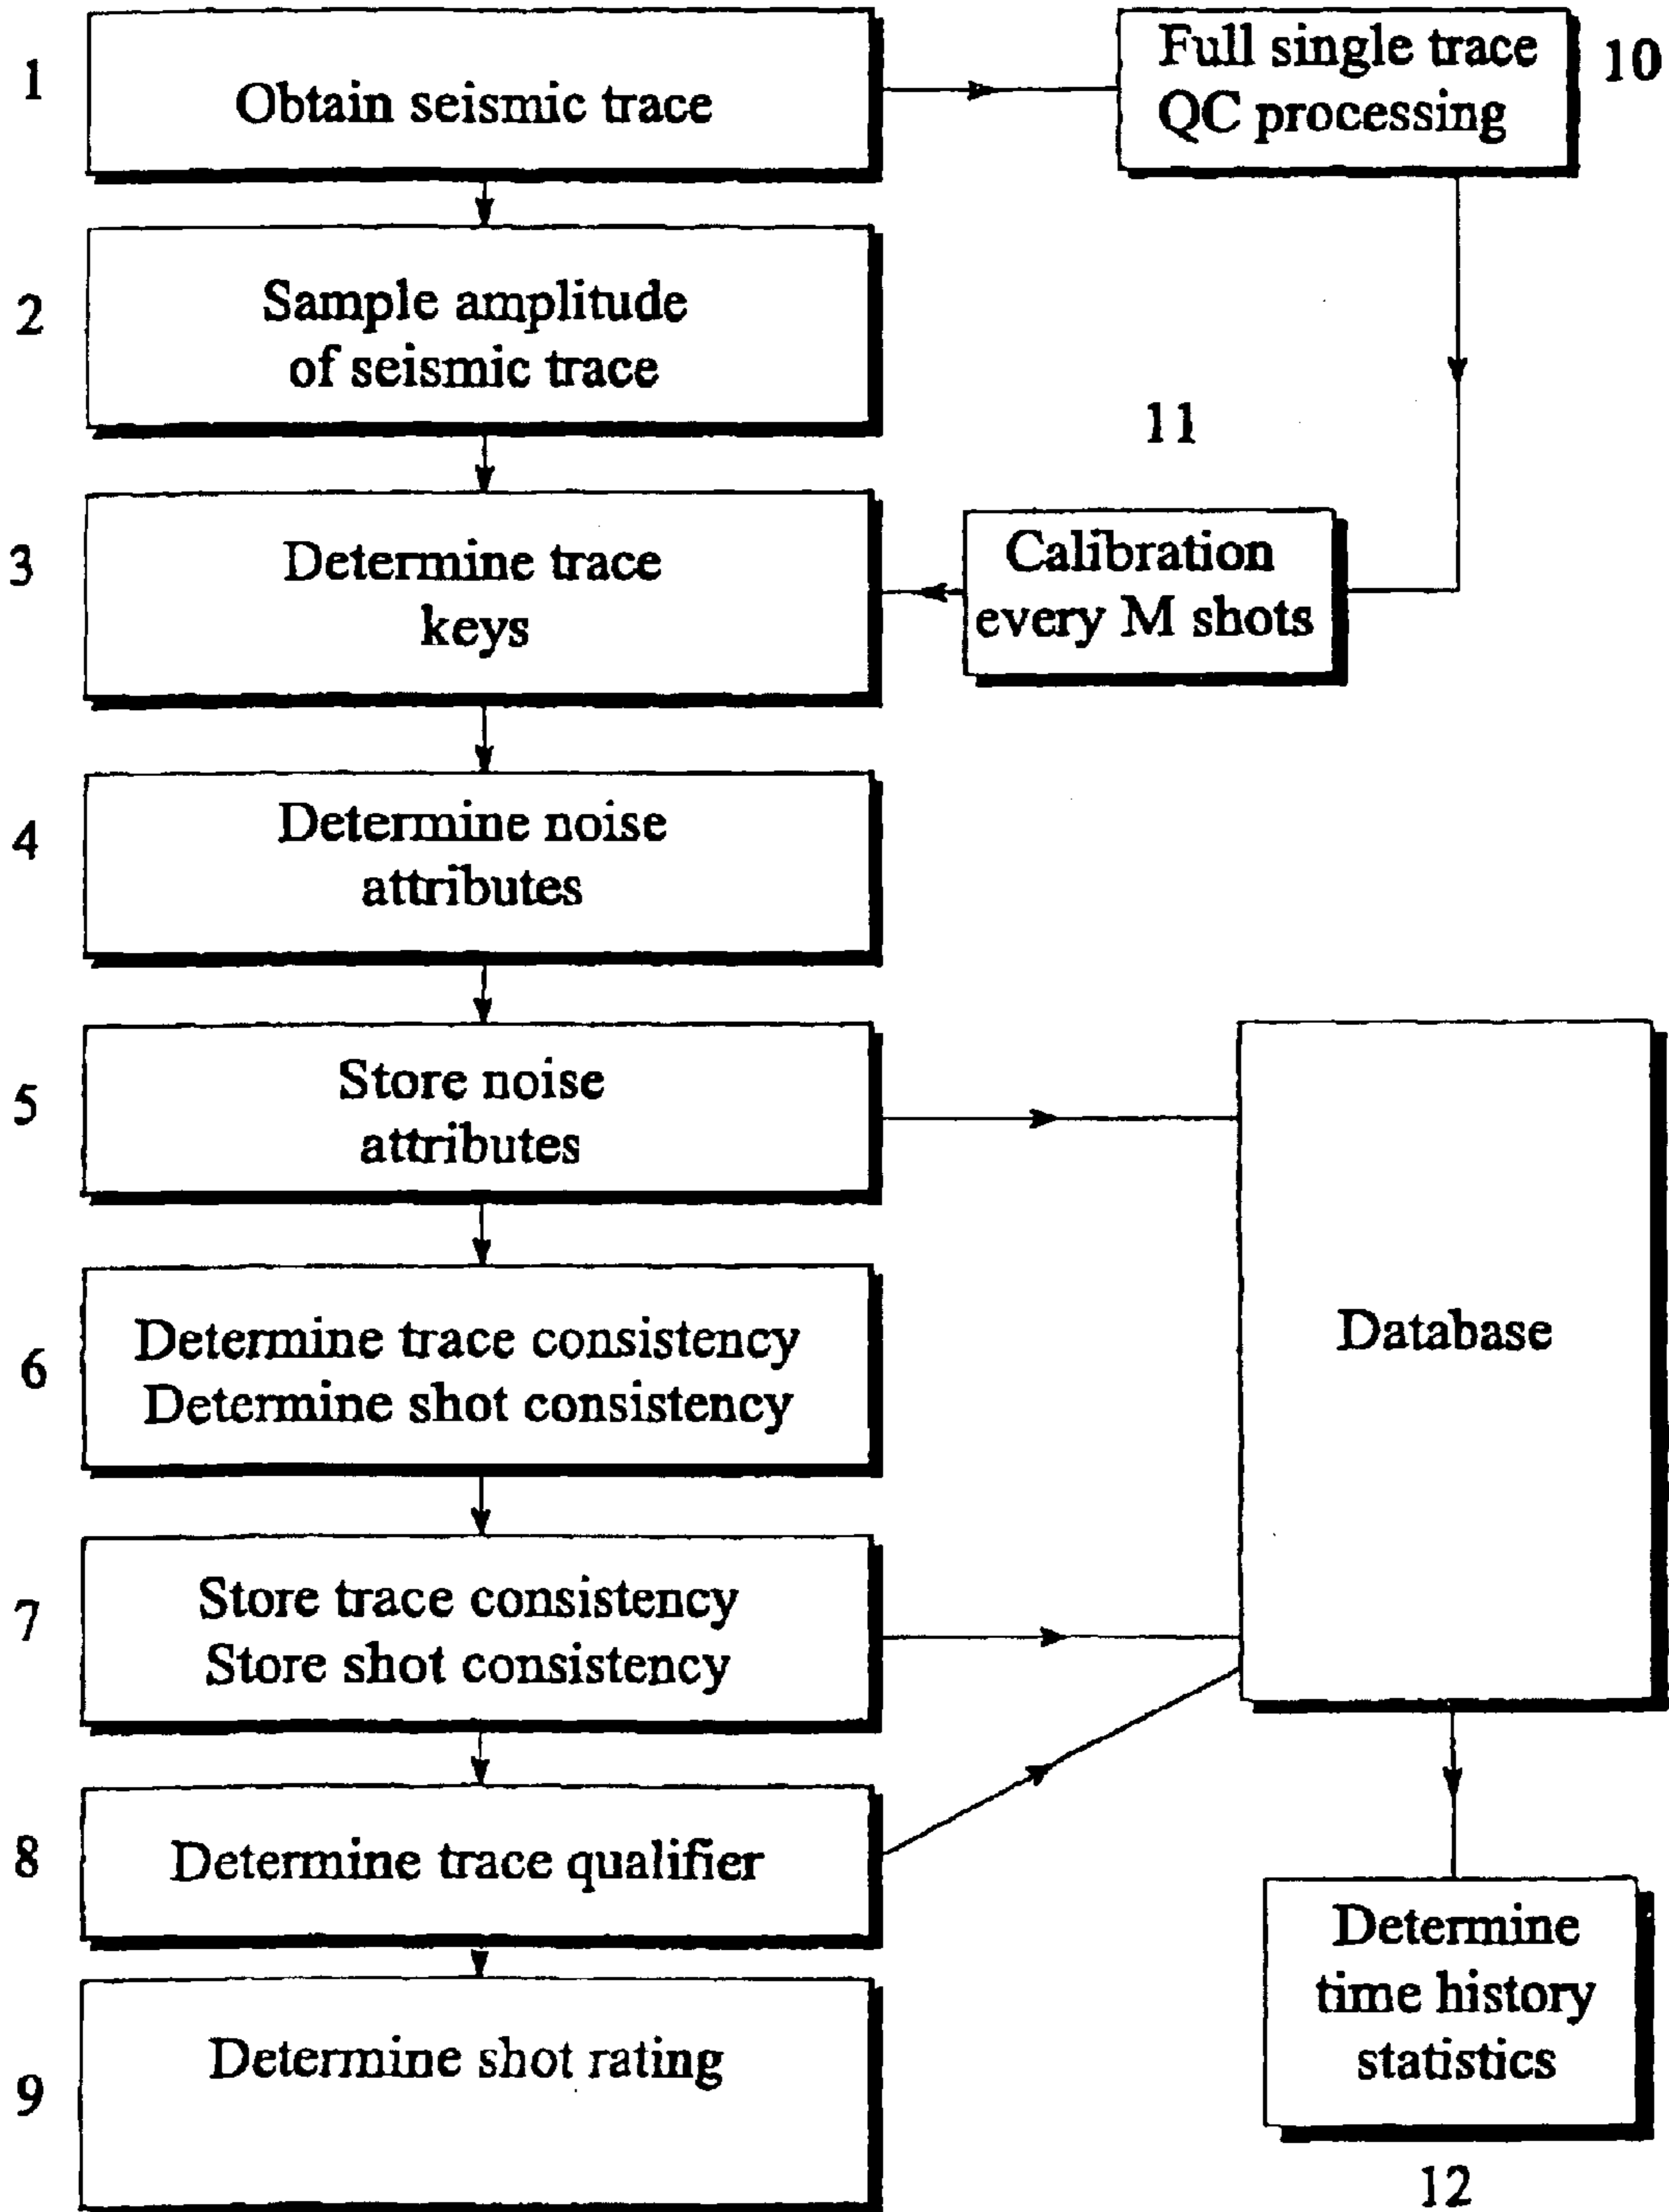 1
Obtain seismic trace
Full single trace
QC processing
10
2
Sample amplitude
of seismic trace
11
3
Determine trace
keys
Calibration
every M shots
4
Determine noise
attributes
5
Store noise
attributes
Database
6
Determine trace consistency
Determine shot consistency
7
Store trace consistency
Store shot consistency
8
Determine trace qualifier
Determine
time history
statistics
9
Determine shot rating
12